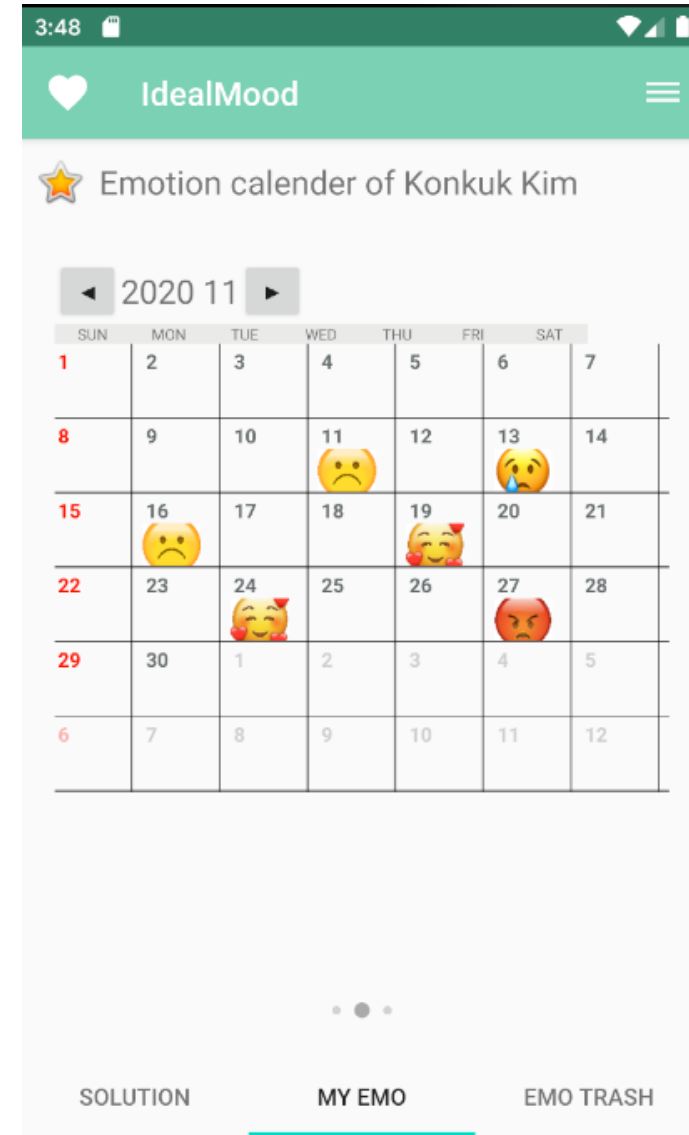 3:48
IdealMood
Emotion calender of Konkuk Kim
◄ 2020 11 ►
SUN MON TUE WED THU FRI SAT
1 2 3 4 5 6 7
8 9 10 11 12 13 14
15 16 17 18 19 20 21
22 23 24 25 26 27 28
29 30 1 2 3 4 5
6 7 8 9 10 11 12
SOLUTION MY EMO EMO TRASH